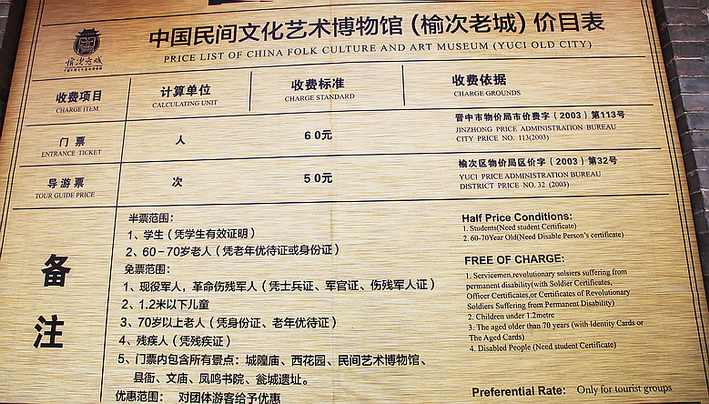 中国民间文化艺术博物馆（榆次老城）价目表
PRICE LIST OF CHINA FOLK CULTURE AND ART MUSEUM (YUCI OLD CITY)
榆次老城
收费项目 计算单位 收费标准 收费依据
CHARGE ITEM CALCULATING UNIT CHARGE STANDARD CHARGE GROUNDS
门票 人 60元 晋中市物价局市价费字（2003）第113号
ENTRANCE TICKET JINZHONG PRICE ADMINISTRATION BUREAU
CITY PRICE NO. 113(2003)
导游票 次 50元 榆次区物价局区价字（2003）第32号
TOUR GUIDE PRICE YUCI PRICE ADMINISTRATION BUREAU
DISTRICT PRICE NO. 32 (2003)
备注
半票范围：
1、学生（凭学生有效证明）
2、60－70岁老人（凭老年优待证或身份证）
免票范围：
1、现役军人，革命伤残军人（凭士兵证、军官证、伤残军人证）
2、1.2米以下儿童
3、70岁以上老人（凭身份证、老年优待证）
4、残疾人（凭残疾证）
5、门票内包含所有景点：城隍庙、西花园、民间艺术博物馆、
县衙、文庙、凤鸣书院、瓮城遗址。
优惠范围： 对团体游客给予优惠
Half Price Conditions:
1. Students(Need student Certificate)
2. 60-70Year Old(Need Disable Person's certificate)
FREE OF CHARGE:
1. Servicemen,revolutionary solsiers suffering from
permanent disability(with Soldier Certificates,
Officer Certificates,or Certificates of Revolutionary
Soldiers Suffering from Permanent Disability)
2. Children under 1.2metre
3. The aged older than 70 years (with Identity Cards or
The Aged Cards)
4. Disabled People (Need student Certificate)
Preferential Rate: Only for tourist groups